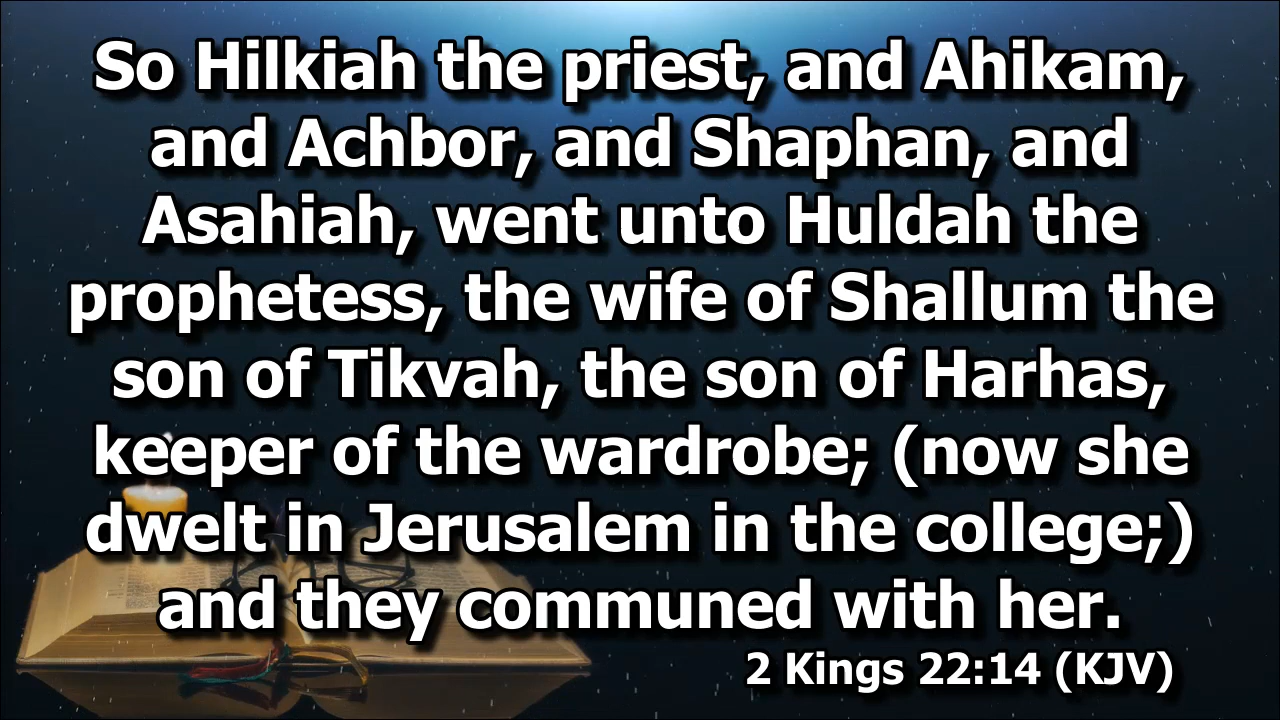 So Hilkiah the priest, and Ahikam,
and Achbor, and Shaphan, and
Asahiah, went unto Huldah the
prophetess, the wife of Shallum the
son of Tikvah, the son of Harhas,
keeper of the wardrobe; (now she
dwelt in Jerusalem in the college;)
and they communed with her.
2 Kings 22:14 (KJV)